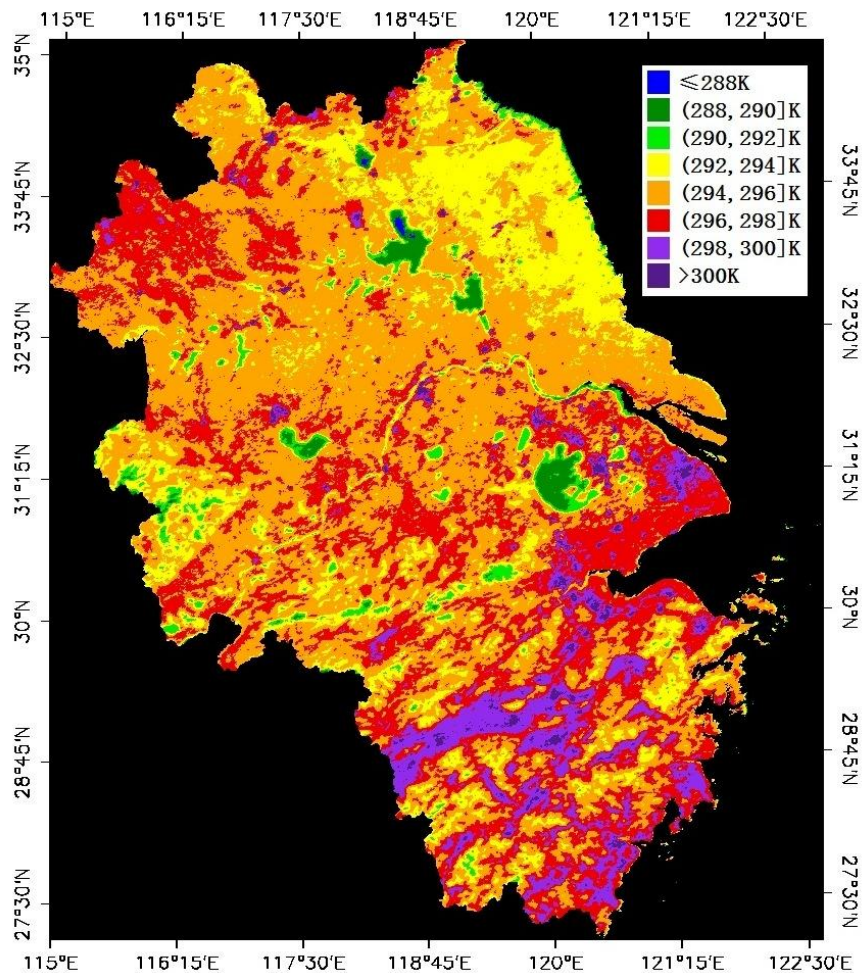 115°E 116°15'E 117°30'E 118°45'E 120°E 121°15'E 122°30'E
35°N
33°45'N
32°30'N
31°15'N
30°N
28°45'N
27°30'N
≤288K
(288, 290]K
(290, 292]K
(292, 294]K
(294, 296]K
(296, 298]K
(298, 300]K
>300K
33°45'N
32°30'N
31°15'N
30°N
28°45'N
27°30'N
115°E 116°15'E 117°30'E 118°45'E 120°E 121°15'E 122°30'E